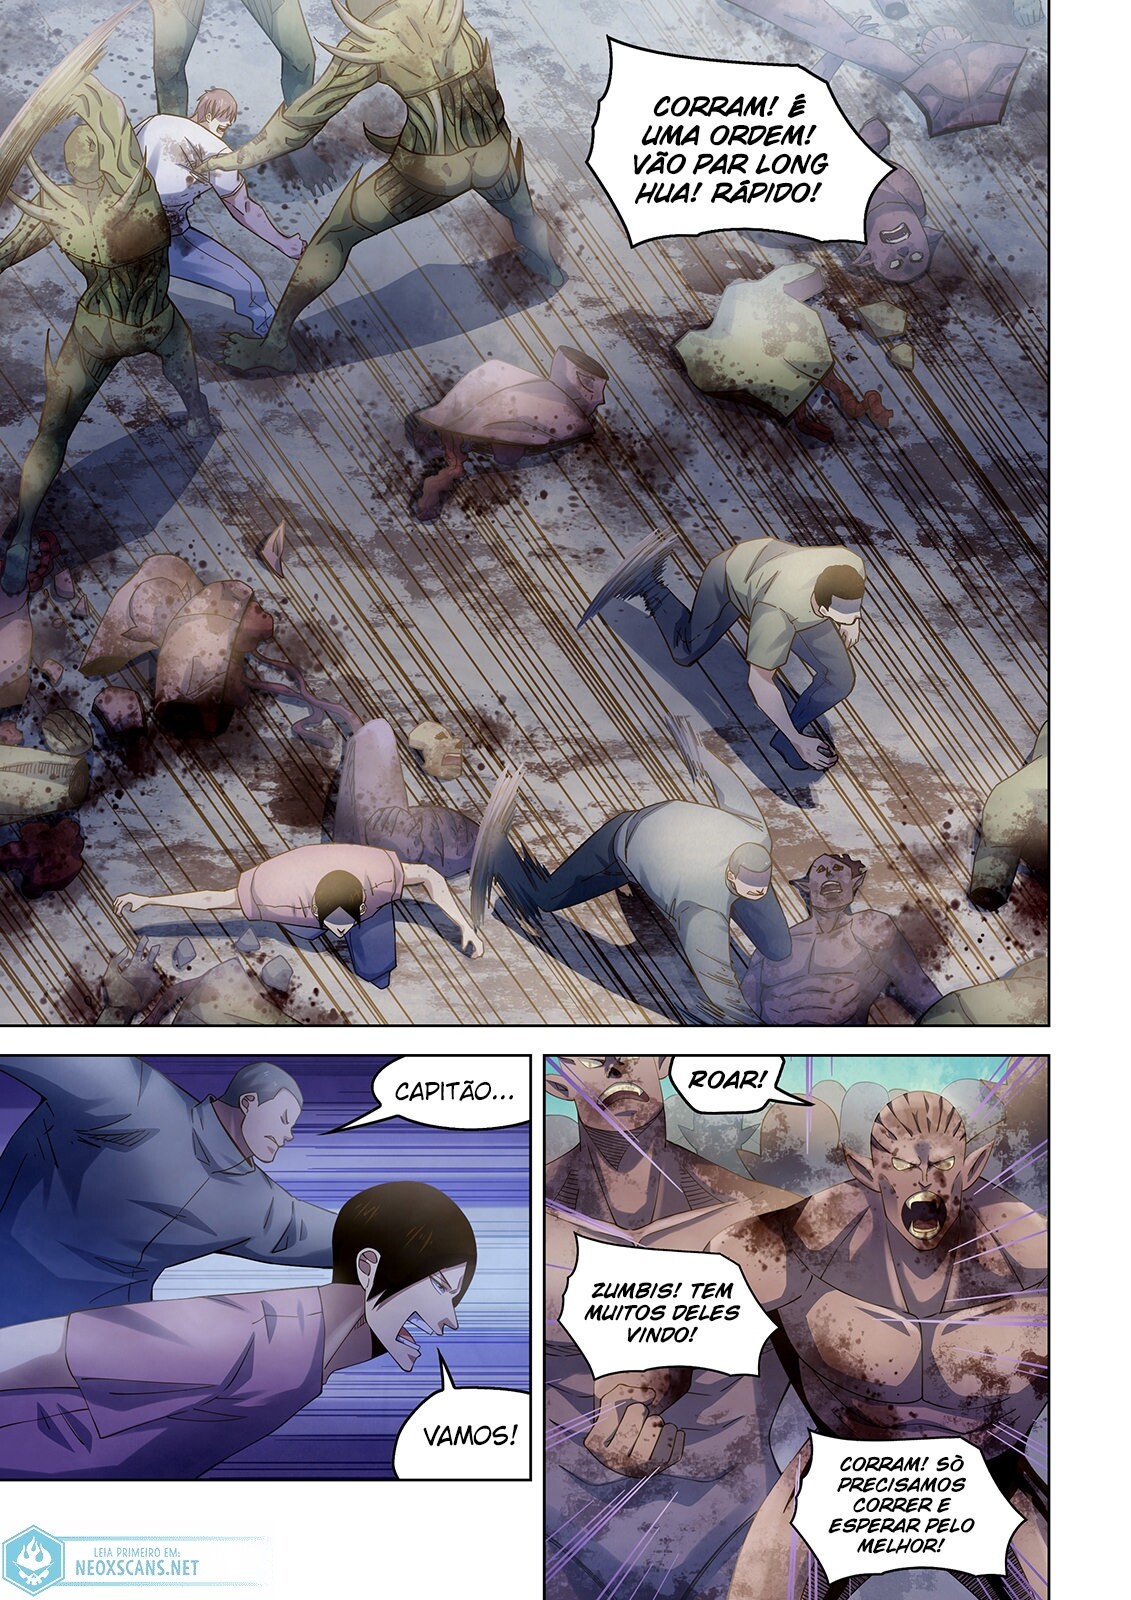 CORRAM! É
UMA ORDEM!
VÃO PAR LONG
HUA! RÁPIDO!
CAPITÃO...
VAMOS!
ROAR!
ZUMBIS! TEM
MUITOS DELES
VINDO!
CORRAM! SÒ
PRECISAMOS
CORRER E
ESPERAR PELO
MELHOR!
LEIA PRIMEIRO EM:
NEOXSCANS.NET